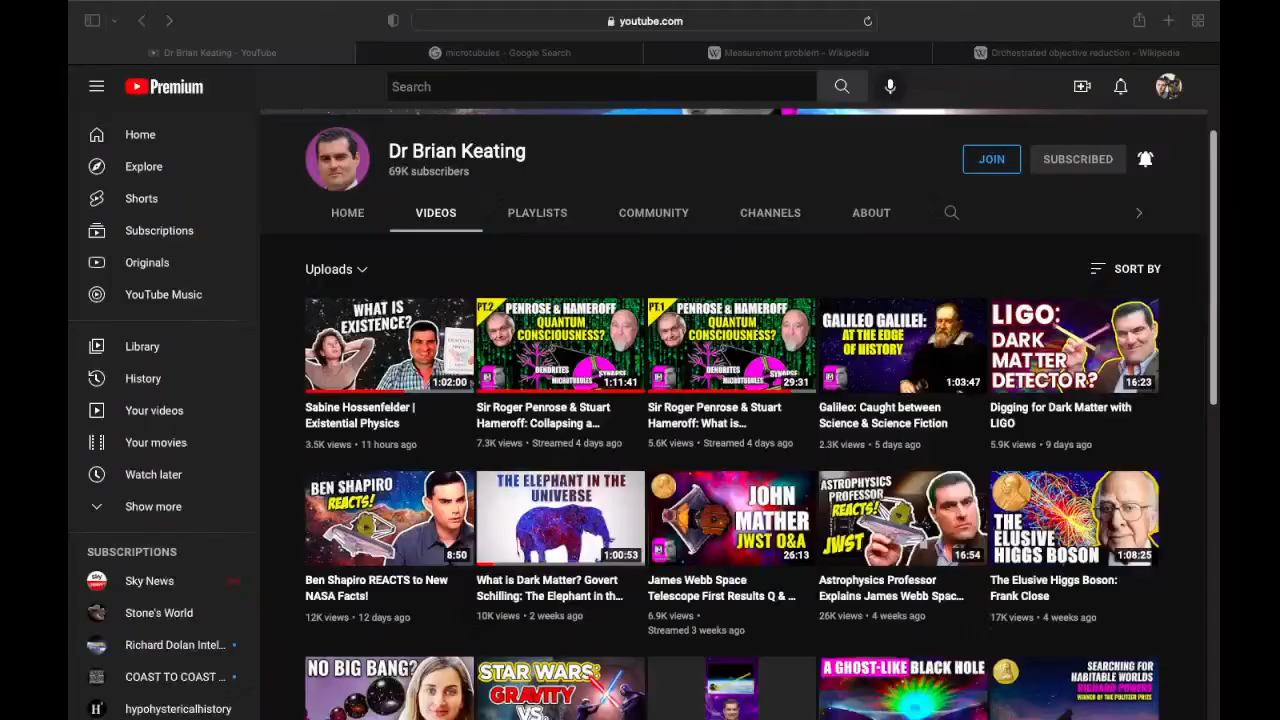 youtube.com
Dr Brian Keating - YouTube
microtubules - Google Search
Measurement problem - Wikipedia
Orchestrated objective reduction - Wikipedia
Premium
Search
Home
Explore
Shorts
Subscriptions
Originals
YouTube Music
Library
History
Your videos
Your movies
Watch later
Show more
SUBSCRIPTIONS
Sky News
Stone's World
Richard Dolan Intel...
COAST TO COAST ...
hypohystericalhistory
Dr Brian Keating
69K subscribers
JOIN
SUBSCRIBED
HOME
VIDEOS
PLAYLISTS
COMMUNITY
CHANNELS
ABOUT
Uploads
SORT BY
WHAT IS
EXISTENCE?
1:02:00
Sabine Hossenfelder |
Existential Physics
3.5K views • 11 hours ago
PT.2
PENROSE & HAMEROFF
QUANTUM
CONSCIOUSNESS?
DENDRITES
SYNAPSE
MICROTUBULES
1:11:41
Sir Roger Penrose & Stuart
Hameroff: Collapsing a...
7.3K views • Streamed 4 days ago
PT.1
PENROSE & HAMEROFF
QUANTUM
CONSCIOUSNESS?
DENDRITES
SYNAPSE
MICROTUBULES
29:31
Sir Roger Penrose & Stuart
Hameroff: What is...
5.6K views • Streamed 4 days ago
GALILEO GALILEI:
AT THE EDGE
OF HISTORY
1:03:47
Galileo: Caught between
Science & Science Fiction
2.3K views • 5 days ago
LIGO:
DARK
MATTER
DETECTOR?
16:23
Digging for Dark Matter with
LIGO
5.9K views • 9 days ago
BEN SHAPIRO
REACTS!
8:50
Ben Shapiro REACTS to New
NASA Facts!
12K views • 12 days ago
THE ELEPHANT IN THE
UNIVERSE
1:00:53
What is Dark Matter? Govert
Schilling: The Elephant in th...
10K views • 2 weeks ago
JOHN
MATHER
JWST Q&A
26:13
James Webb Space
Telescope First Results Q & ...
6.9K views •
Streamed 3 weeks ago
ASTROPHYSICS
PROFESSOR
REACTS!
JWST
16:54
Astrophysics Professor
Explains James Webb Spac...
26K views • 4 weeks ago
THE
ELUSIVE
HIGGS BOSON
1:08:25
The Elusive Higgs Boson:
Frank Close
17K views • 4 weeks ago
NO BIG BANG?
STAR WARS:
GRAVITY
VS.
A GHOST-LIKE BLACK HOLE
SEARCHING FOR
HABITABLE WORLDS
RICHARD POWERS
WINNER OF THE PULITZER PRIZE